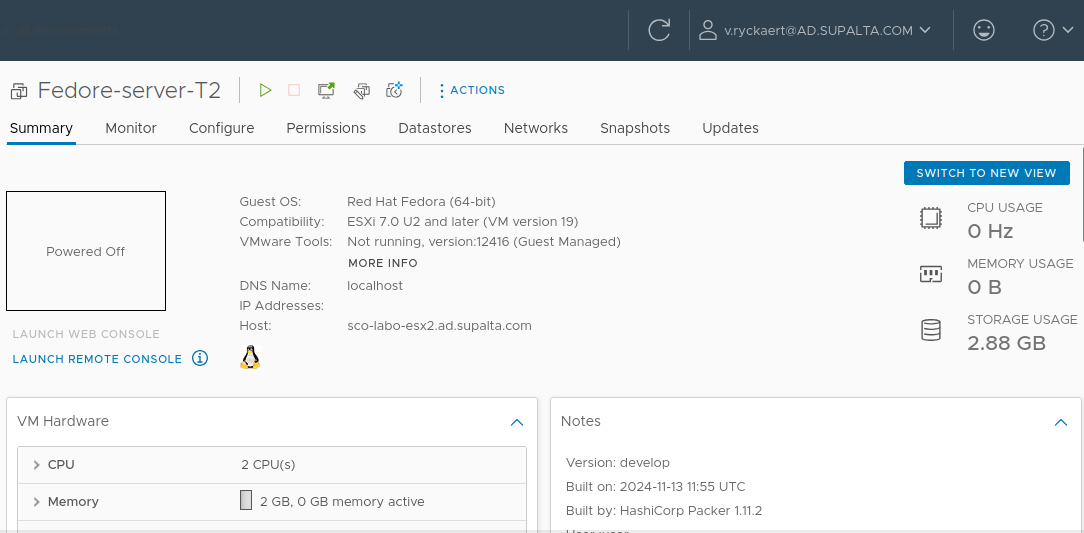 v.ryckaert@AD.SUPALTA.COM
Fedore-server-T2
ACTIONS
Summary Monitor Configure Permissions Datastores Networks Snapshots Updates
SWITCH TO NEW VIEW
Powered Off
LAUNCH WEB CONSOLE
LAUNCH REMOTE CONSOLE
Guest OS: Red Hat Fedora (64-bit)
Compatibility: ESXi 7.0 U2 and later (VM version 19)
VMware Tools: Not running, version:12416 (Guest Managed)
MORE INFO
DNS Name: localhost
IP Addresses:
Host: sco-labo-esx2.ad.supalta.com
CPU USAGE
0 Hz
MEMORY USAGE
0 B
STORAGE USAGE
2.88 GB
VM Hardware
CPU 2 CPU(s)
Memory 2 GB, 0 GB memory active
Notes
Version: develop
Built on: 2024-11-13 11:55 UTC
Built by: HashiCorp Packer 1.11.2